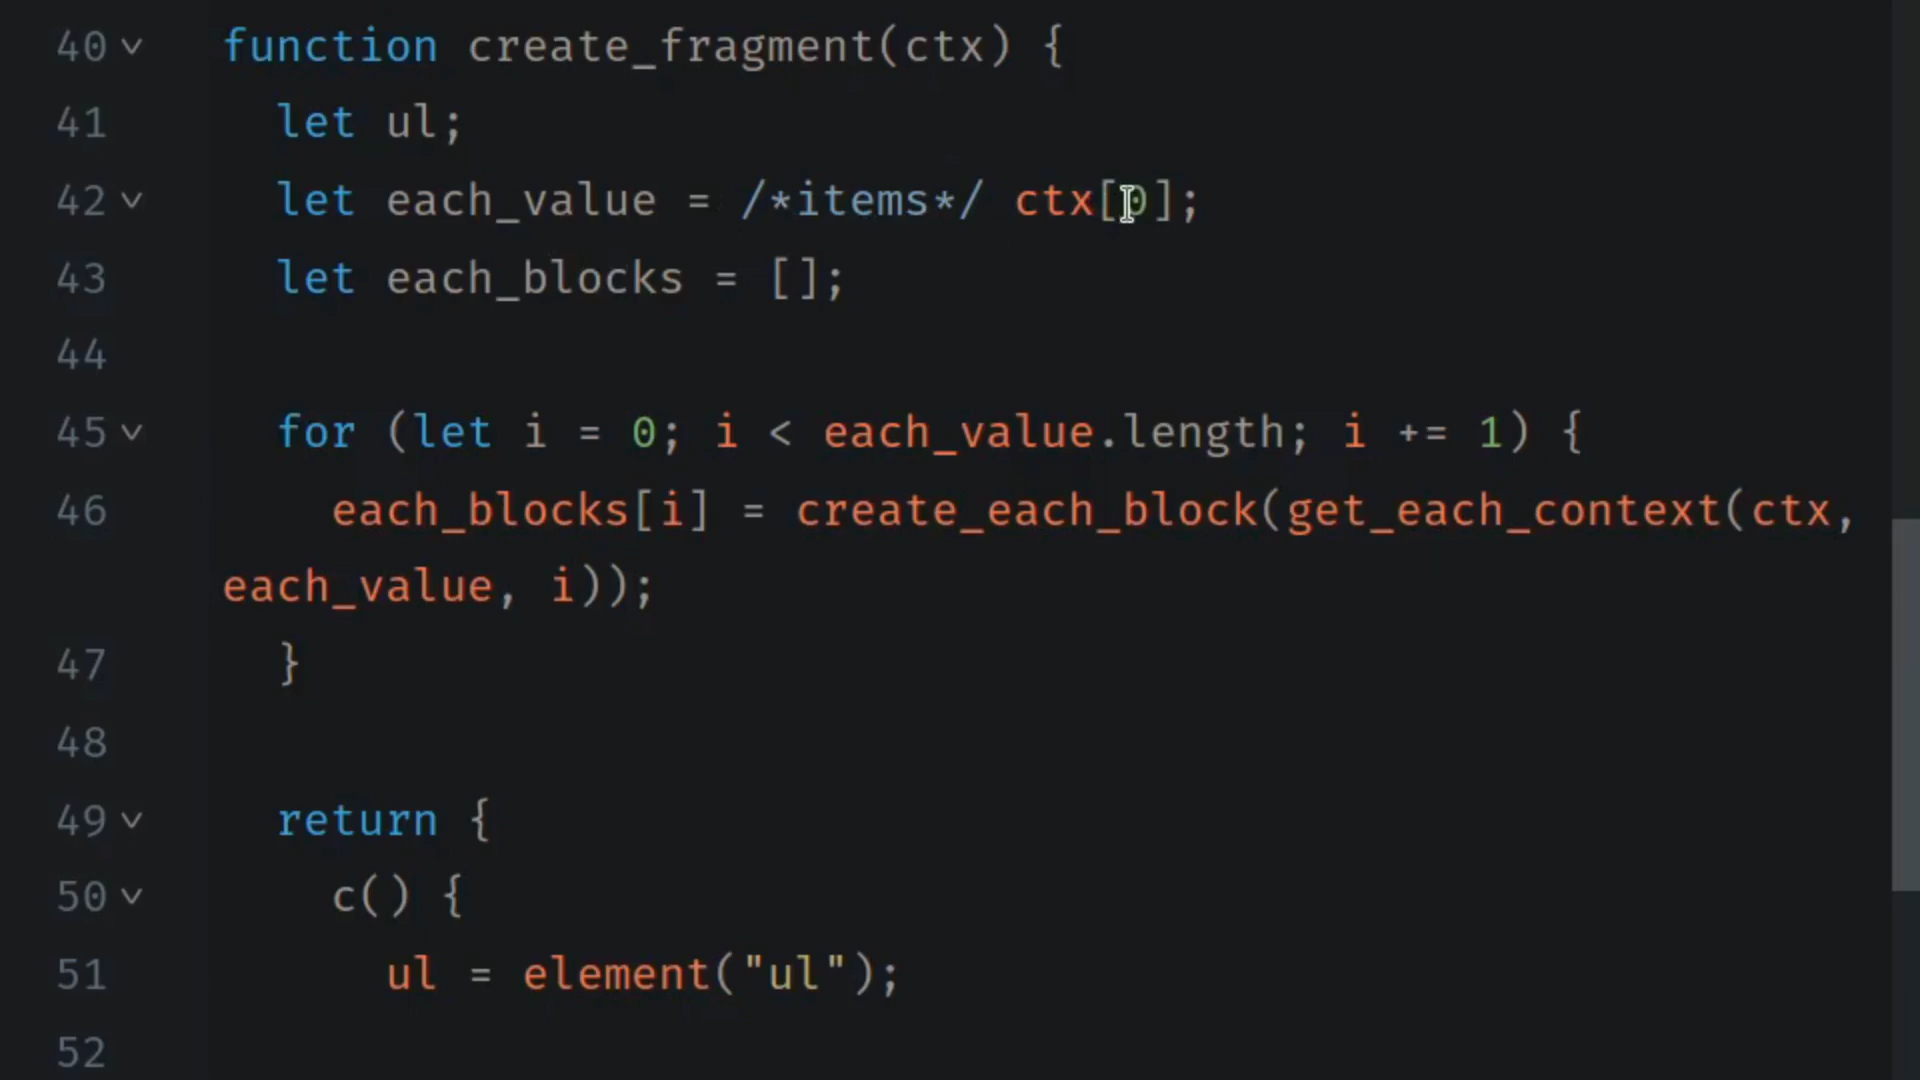 40 function create_fragment(ctx) {
41 let ul;
42 let each_value = /*items*/ ctx[0];
43 let each_blocks = [];
44
45 for (let i = 0; i < each_value.length; i += 1) {
46 each_blocks[i] = create_each_block(get_each_context(ctx,
each_value, i));
47 }
48
49 return {
50 c() {
51 ul = element("ul");
52